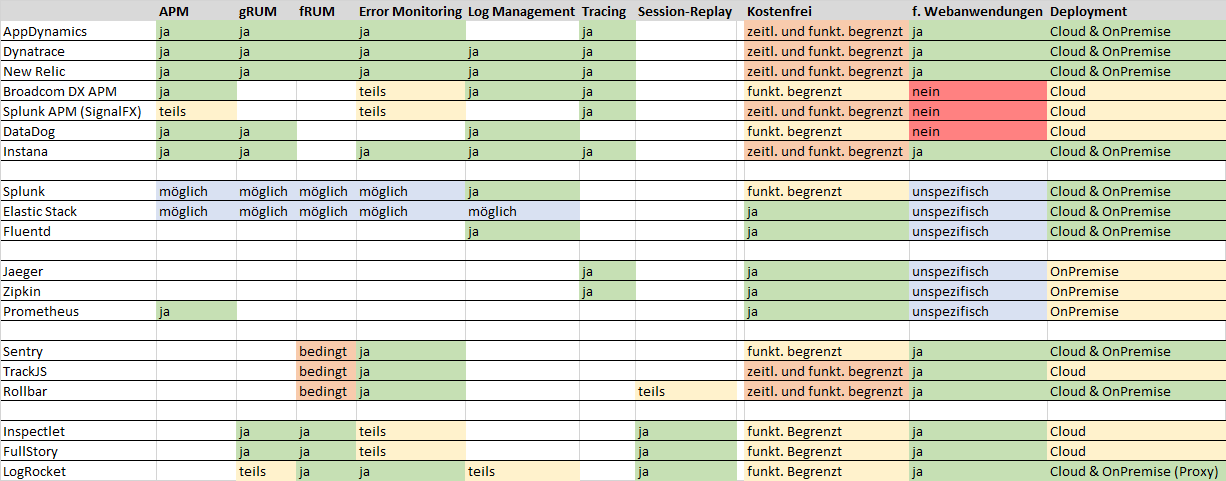 APM gRUM fRUM Error Monitoring Log Management Tracing Session-Replay Kostenfrei f. Webanwendungen Deployment
AppDynamics ja ja ja ja zeitl. und funkt. begrenzt ja Cloud & OnPremise
Dynatrace ja ja ja ja ja zeitl. und funkt. begrenzt ja Cloud & OnPremise
New Relic ja ja ja ja ja zeitl. und funkt. begrenzt ja Cloud & OnPremise
Broadcom DX APM ja teils ja ja funkt. begrenzt nein Cloud
Splunk APM (SignalFX) teils teils ja zeitl. und funkt. begrenzt nein Cloud
DataDog ja ja ja funkt. begrenzt nein Cloud
Instana ja ja ja ja ja zeitl. und funkt. begrenzt ja Cloud & OnPremise
Splunk möglich möglich möglich möglich ja funkt. begrenzt unspezifisch Cloud & OnPremise
Elastic Stack möglich möglich möglich möglich möglich ja unspezifisch Cloud & OnPremise
Fluentd ja ja unspezifisch Cloud & OnPremise
Jaeger ja ja unspezifisch OnPremise
Zipkin ja ja unspezifisch OnPremise
Prometheus ja ja unspezifisch OnPremise
Sentry bedingt ja funkt. begrenzt ja Cloud & OnPremise
TrackJS bedingt ja zeitl. und funkt. begrenzt ja Cloud
Rollbar bedingt ja teils zeitl. und funkt. begrenzt ja Cloud & OnPremise
Inspectlet ja ja teils ja funkt. Begrenzt ja Cloud
FullStory ja ja teils ja funkt. Begrenzt ja Cloud
LogRocket teils ja ja teils ja funkt. Begrenzt ja Cloud & OnPremise (Proxy)